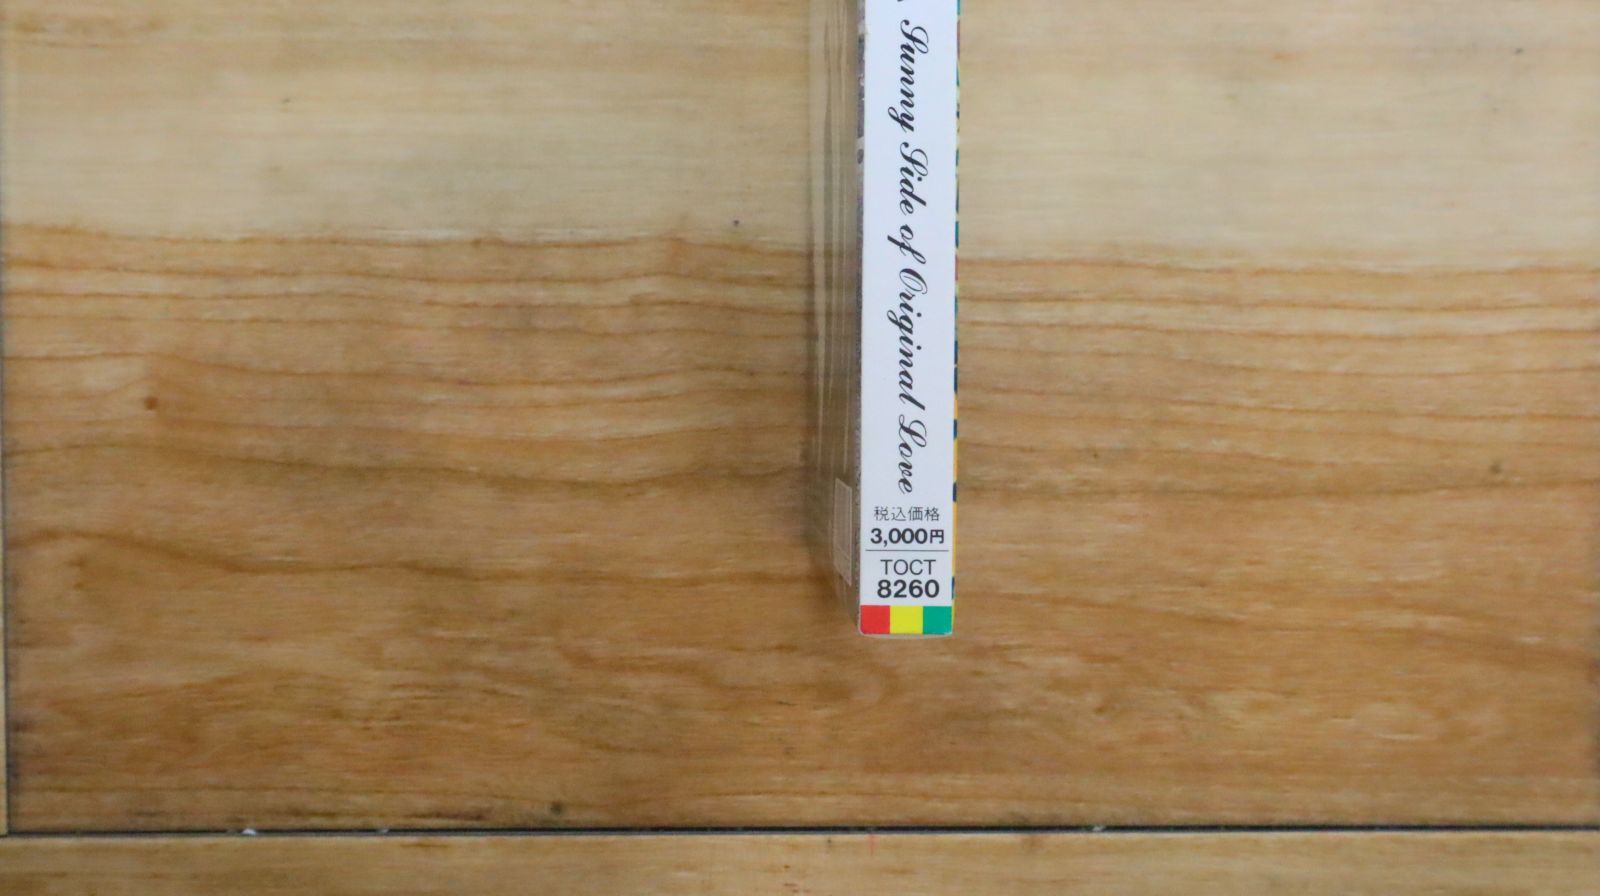 Sunny Side of Original Love
税込価格
3,000円
TOCT
8260